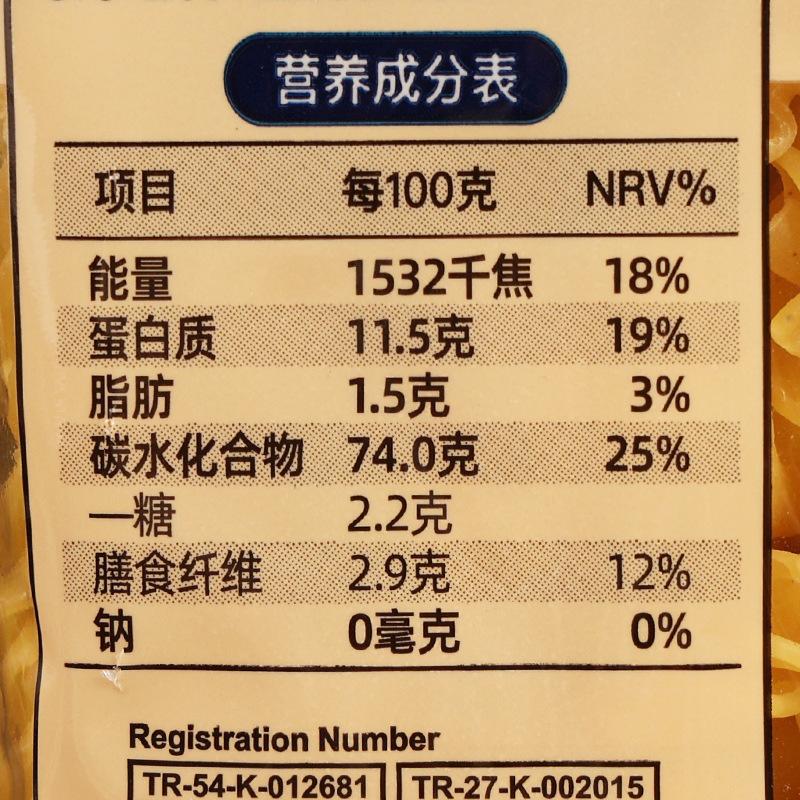 营养成分表
项目 每100克 NRV%
能量 1532千焦 18%
蛋白质 11.5克 19%
脂肪 1.5克 3%
碳水化合物 74.0克 25%
—糖 2.2克
膳食纤维 2.9克 12%
钠 0毫克 0%
Registration Number
TR-54-K-012681 TR-27-K-002015